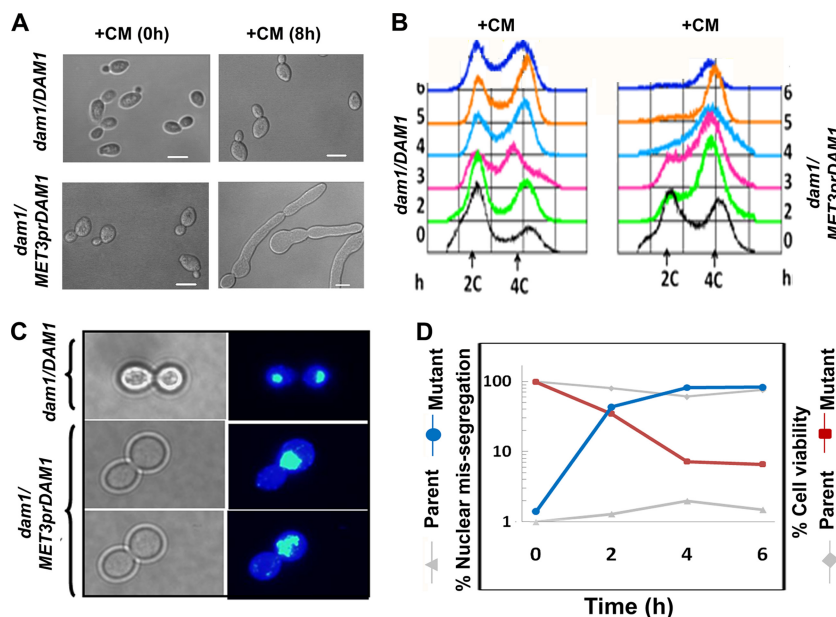 A
+CM (0h)
+CM (8h)
dam1/DAM1
dam1/
MET3prDAM1
B
+CM
+CM
dam1/DAM1
6
5
4
3
2
0
h
2C
4C
2C
4C
6
5
4
3
2
0
h
dam1/
MET3prDAM1
C
dam1/DAM1
dam1/
MET3prDAM1
D
Parent
Mutant
% Nuclear mis-segregation
100
10
1
0
2
4
6
Time (h)
% Cell viability
Parent
Mutant